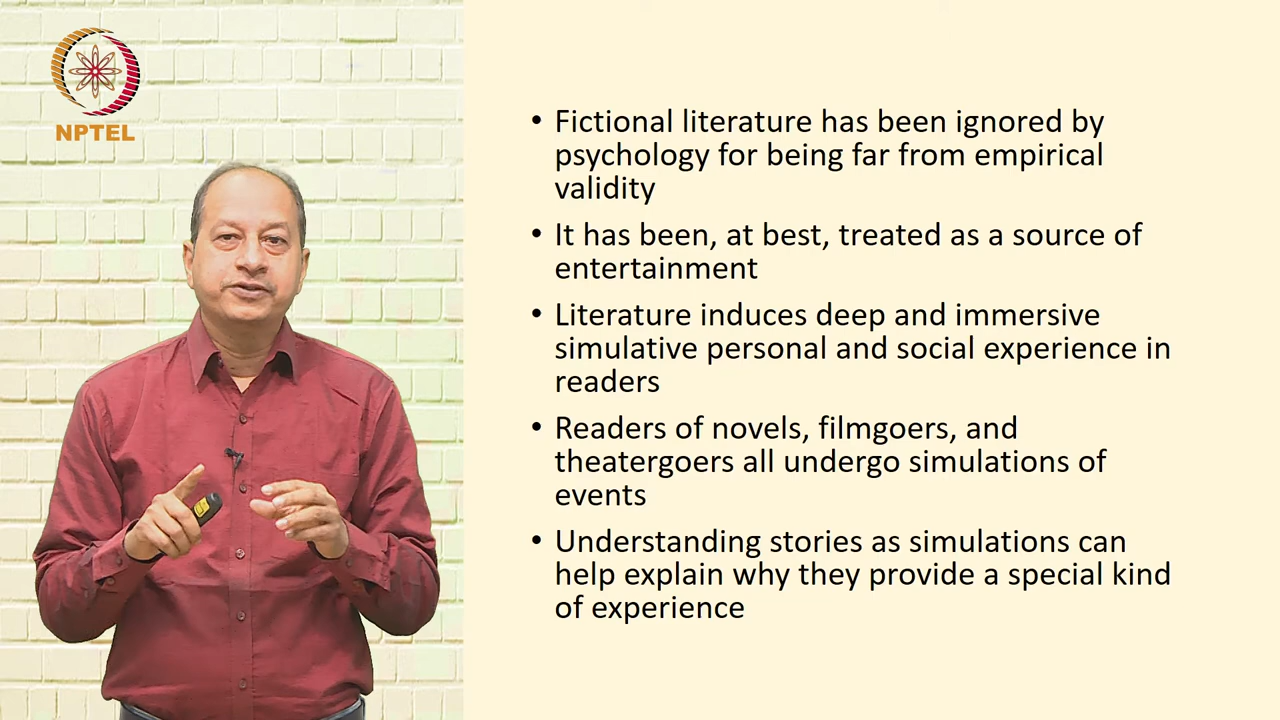 NPTEL
• Fictional literature has been ignored by
psychology for being far from empirical
validity
• It has been, at best, treated as a source of
entertainment
• Literature induces deep and immersive
simulative personal and social experience in
readers
• Readers of novels, filmgoers, and
theatergoers all undergo simulations of
events
• Understanding stories as simulations can
help explain why they provide a special kind
of experience